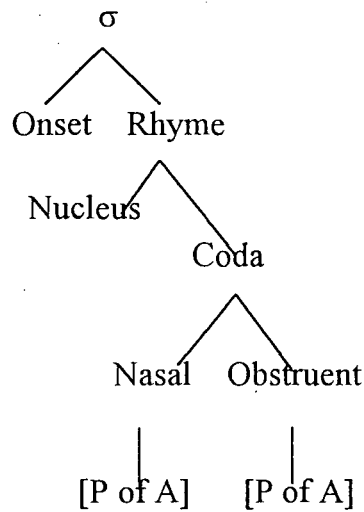 σ
Onset Rhyme
Nucleus
Coda
Nasal Obstruent
[P of A] [P of A]